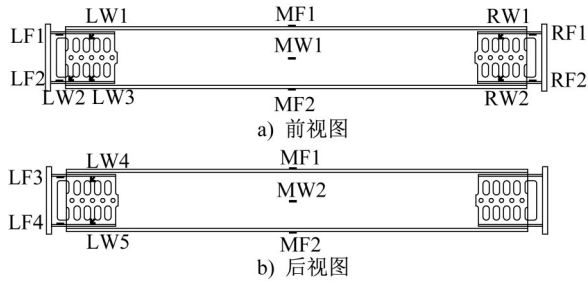 LW1 MF1 RW1
LF1 MW1 RF1
LF2 RF2
LW2 LW3 MF2 RW2
a) 前视图
LW4 MF1
LF3 MW2
LF4
LW5 MF2
b) 后视图